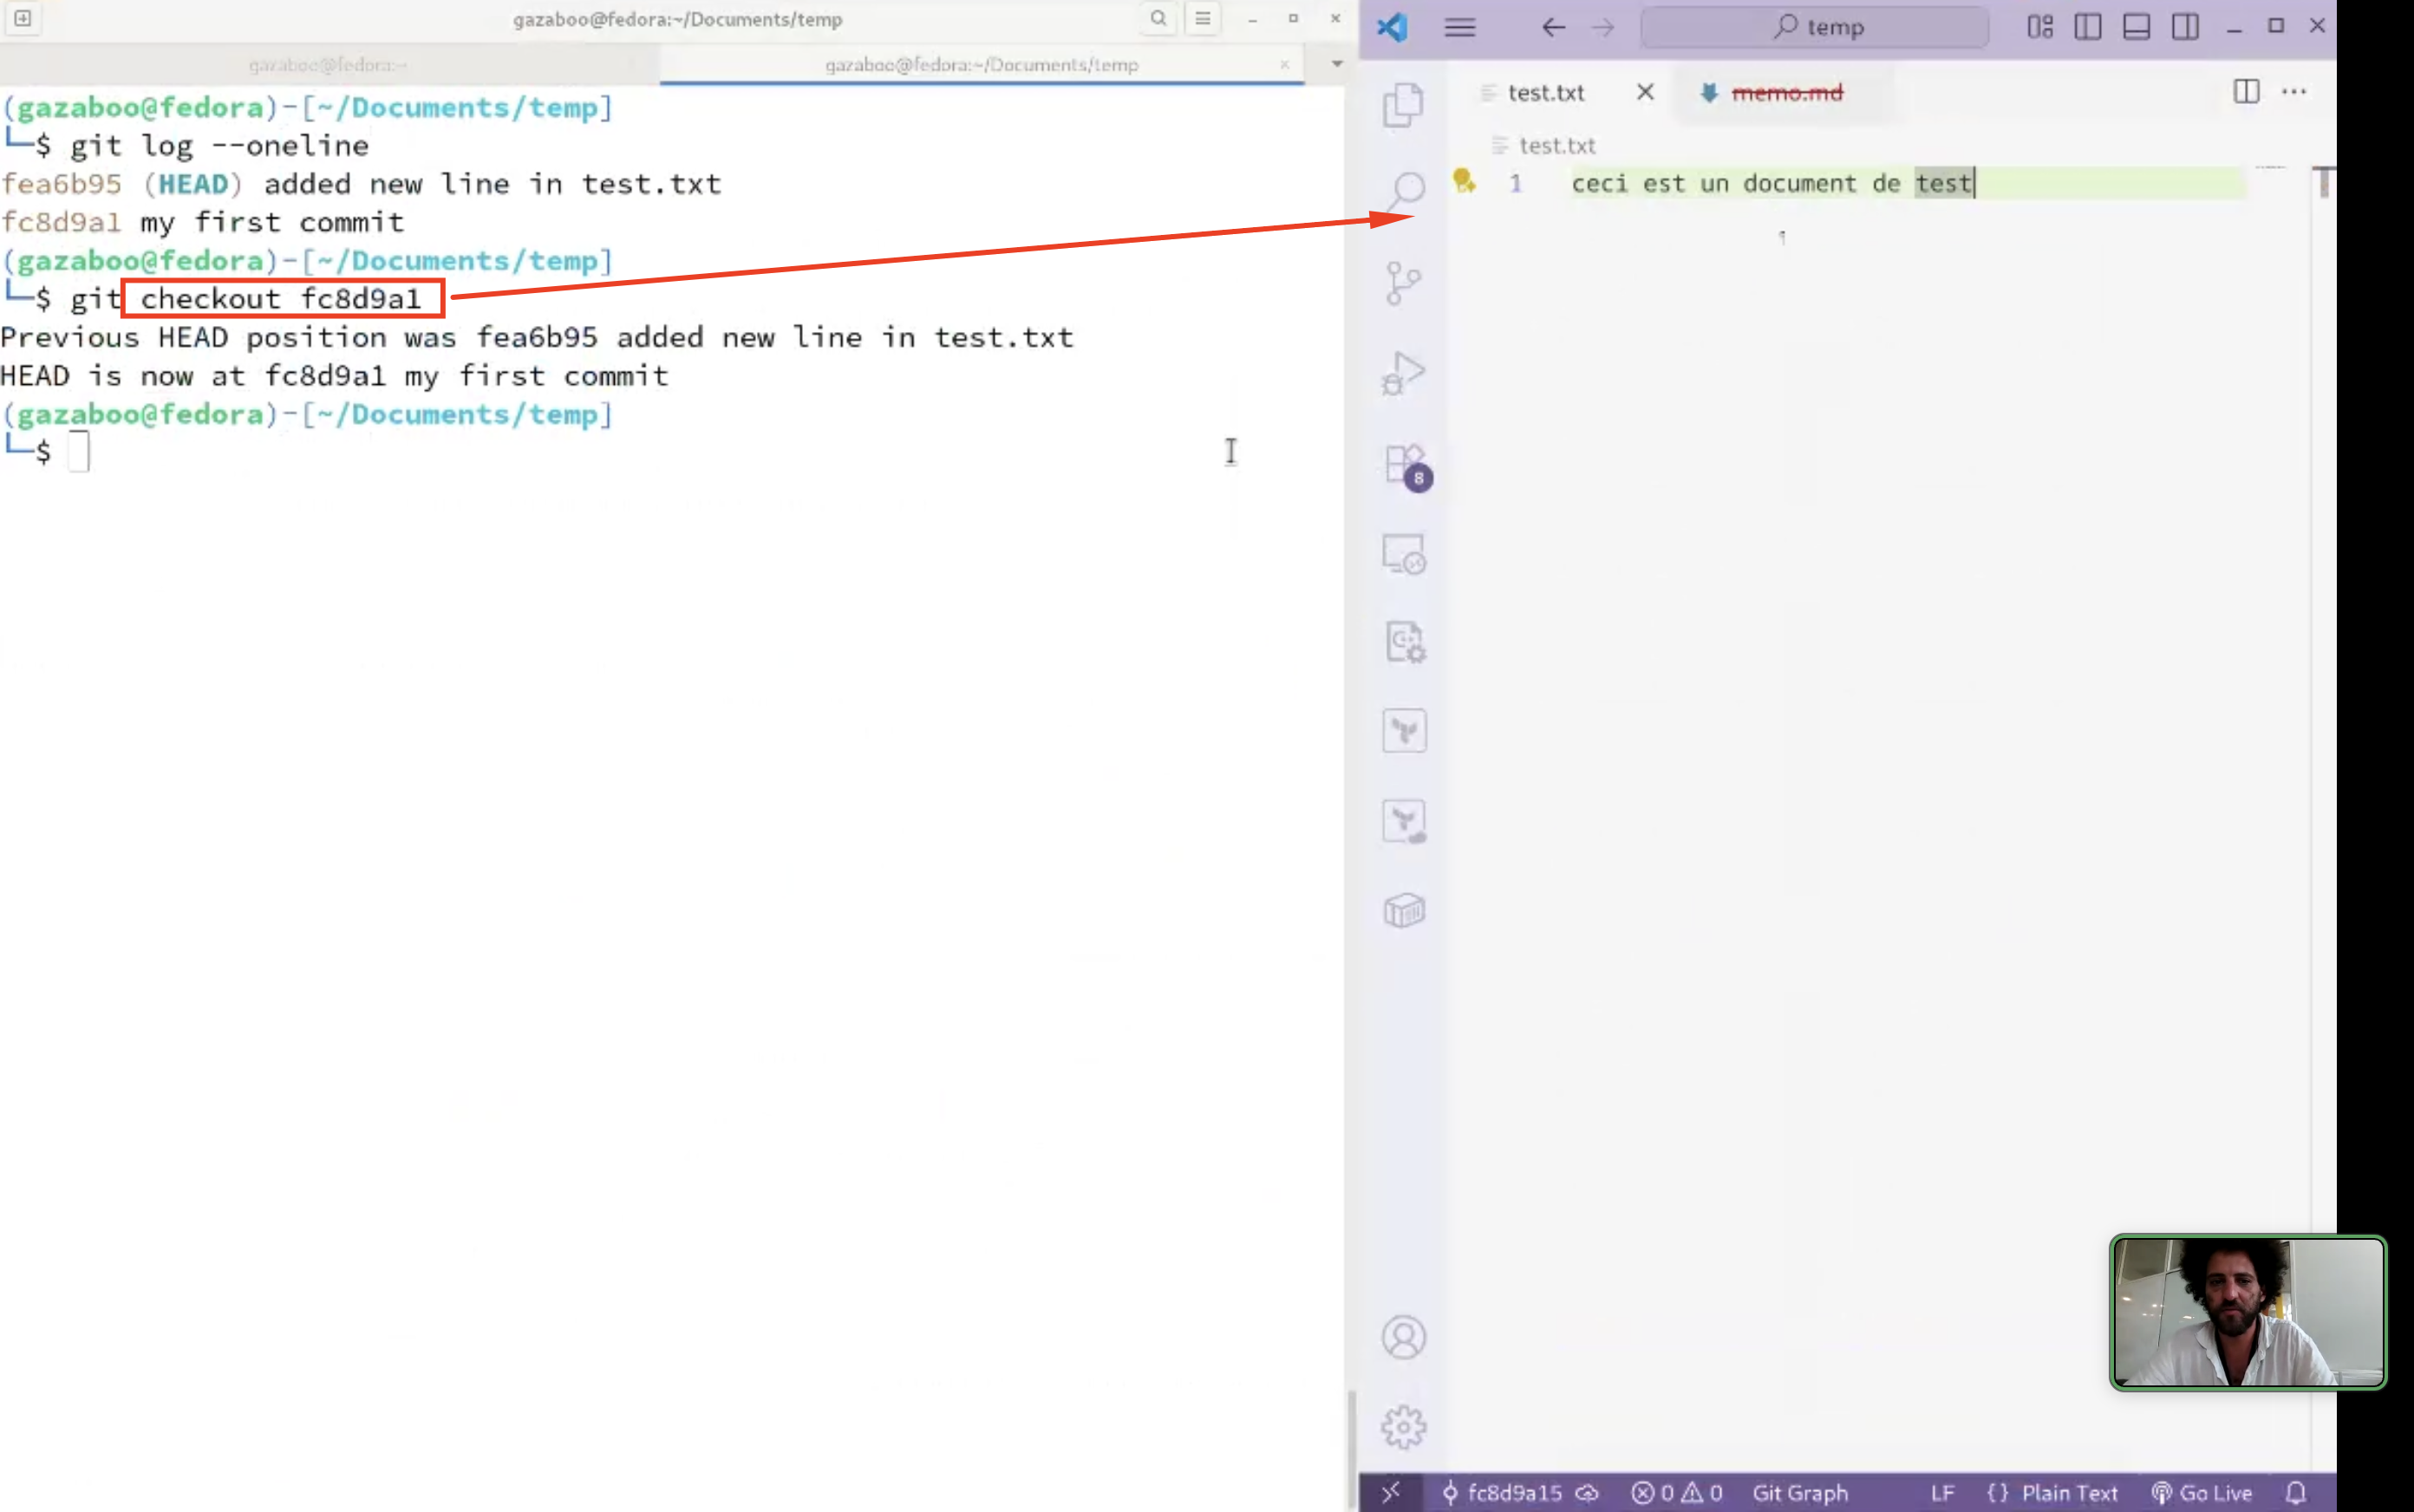 gazaboo@fedora:~/Documents/temp
gazaboo@fedora:~
gazaboo@fedora:~/Documents/temp
(gazaboo@fedora)-[~/Documents/temp]
└─$ git log --oneline
fea6b95 (HEAD) added new line in test.txt
fc8d9a1 my first commit
(gazaboo@fedora)-[~/Documents/temp]
└─$ git checkout fc8d9a1
Previous HEAD position was fea6b95 added new line in test.txt
HEAD is now at fc8d9a1 my first commit
(gazaboo@fedora)-[~/Documents/temp]
└─$
temp
test.txt
memo.md
test.txt
1 ceci est un document de test
8
fc8d9a15
0
0
Git Graph
LF
{} Plain Text
Go Live